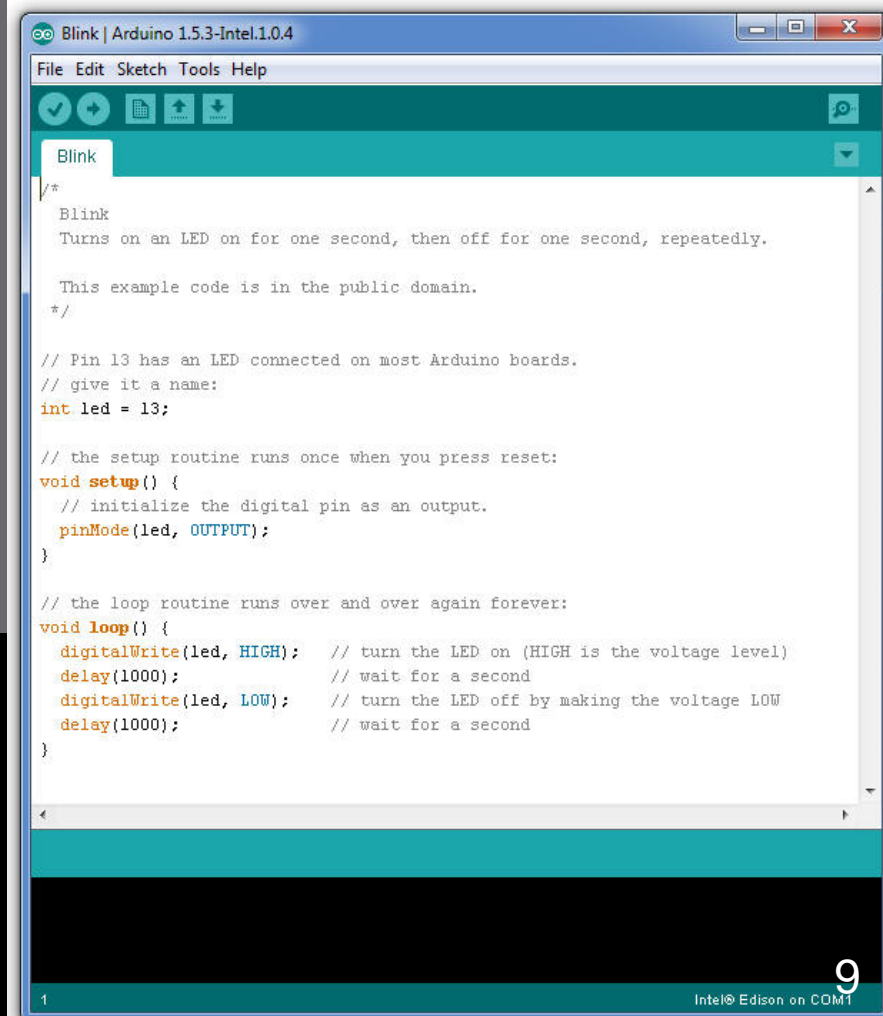 Blink | Arduino 1.5.3-Intel.1.0.4
File Edit Sketch Tools Help
Blink
/*
  Blink
  Turns on an LED on for one second, then off for one second, repeatedly.

  This example code is in the public domain.
 */

// Pin 13 has an LED connected on most Arduino boards.
// give it a name:
int led = 13;

// the setup routine runs once when you press reset:
void setup() {
  // initialize the digital pin as an output.
  pinMode(led, OUTPUT);
}

// the loop routine runs over and over again forever:
void loop() {
  digitalWrite(led, HIGH);   // turn the LED on (HIGH is the voltage level)
  delay(1000);               // wait for a second
  digitalWrite(led, LOW);    // turn the LED off by making the voltage LOW
  delay(1000);               // wait for a second
}
9
1 Intel® Edison on COM1